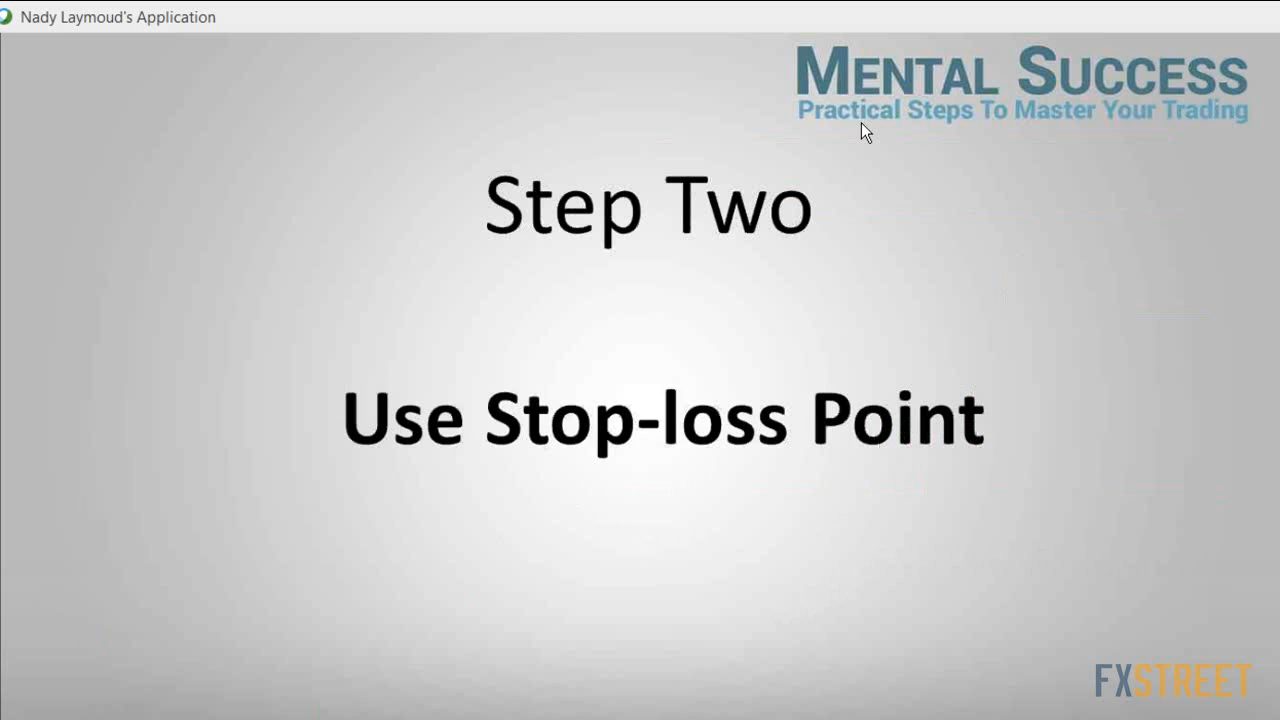 Nady Laymoud's Application
MENTAL SUCCESS
Practical Steps To Master Your Trading
Step Two
Use Stop-loss Point
FXSTREET